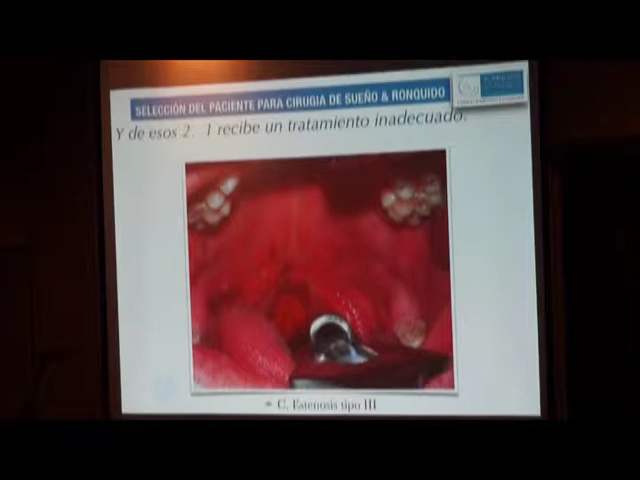 SELECCIÓN DEL PACIENTE PARA CIRUGIA DE SUEÑO & RONQUIDO
Y de esos 2.. 1 recibe un tratamiento inadecuado.
C. Estenosis tipo III